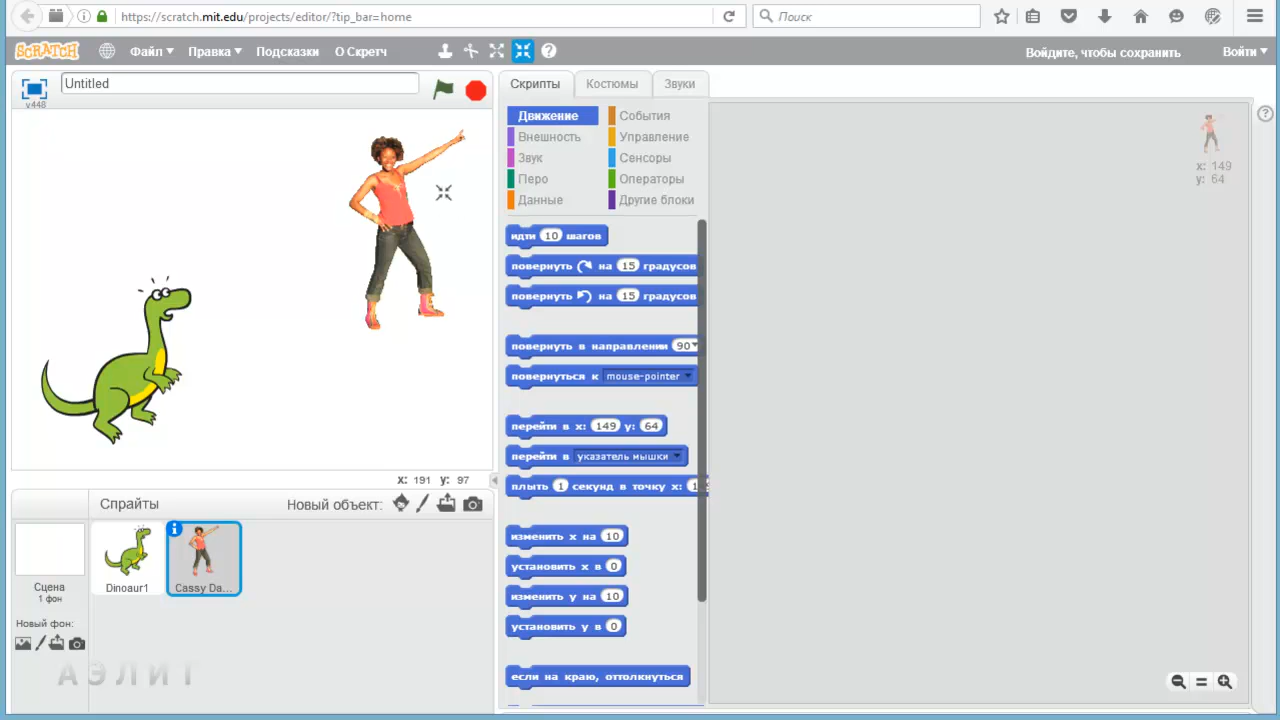 https://scratch.mit.edu/projects/editor/?tip_bar=home
Поиск
SCRATCH
Файл
Правка
Подсказки
О Скретч
Войдите, чтобы сохранить
Войти
v448
Untitled
Скрипты
Костюмы
Звуки
Движение
События
Внешность
Управление
Звук
Сенсоры
Перо
Операторы
Данные
Другие блоки
x: 149
y: 64
идти 10 шагов
повернуть на 15 градусов
повернуть на 15 градусов
повернуть в направлении 90
повернуться к mouse-pointer
перейти в x: 149 y: 64
перейти в указатель мышки
плыть 1 секунд в точку x: 1
изменить x на 10
установить x в 0
изменить y на 10
установить y в 0
если на краю, оттолкнуться
x: 191 y: 97
Спрайты
Новый объект:
Сцена
1 фон
Новый фон:
Dinoaur1
Cassy Da...
АЭЛИТ